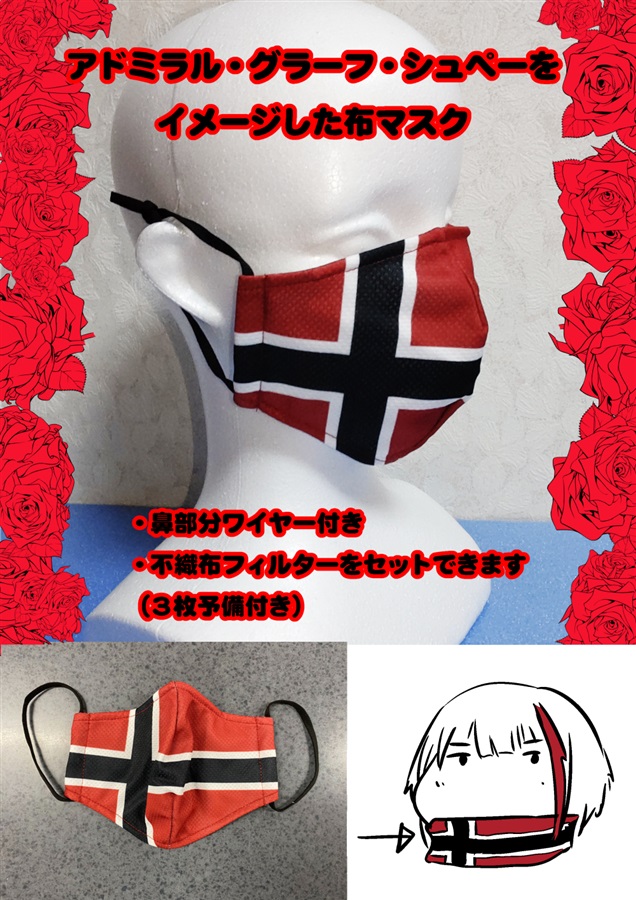 アドミラル・グラーフ・シュペーを
イメージした布マスク
・鼻部分ワイヤー付き
・不織布フィルターをセットできます
（３枚予備付き）